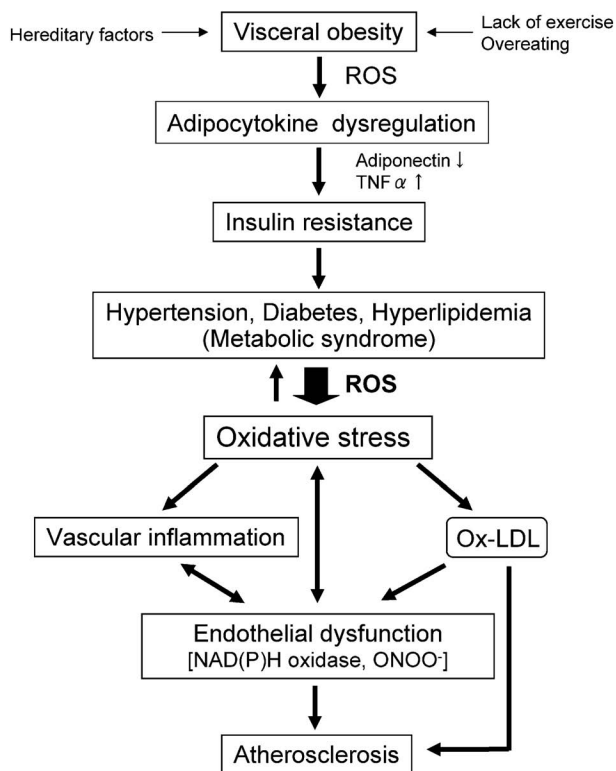 Hereditary factors
Visceral obesity
Lack of exercise
Overeating
ROS
Adipocytokine dysregulation
Adiponectin ↓
TNF α ↑
Insulin resistance
Hypertension, Diabetes, Hyperlipidemia
(Metabolic syndrome)
ROS
Oxidative stress
Vascular inflammation
Ox-LDL
Endothelial dysfunction
[NAD(P)H oxidase, ONOO⁻]
Atherosclerosis